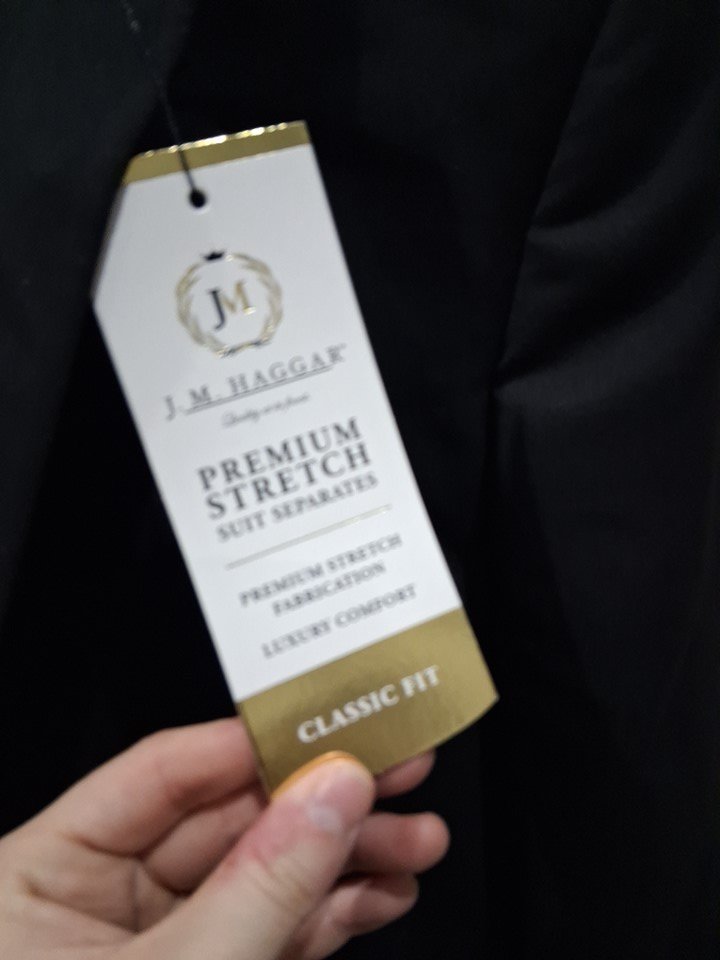 JM
J.M. HAGGAR
PREMIUM
STRETCH
SUIT SEPARATES
PREMIUM STRETCH
FABRICATION
LUXURY COMFORT
CLASSIC FIT